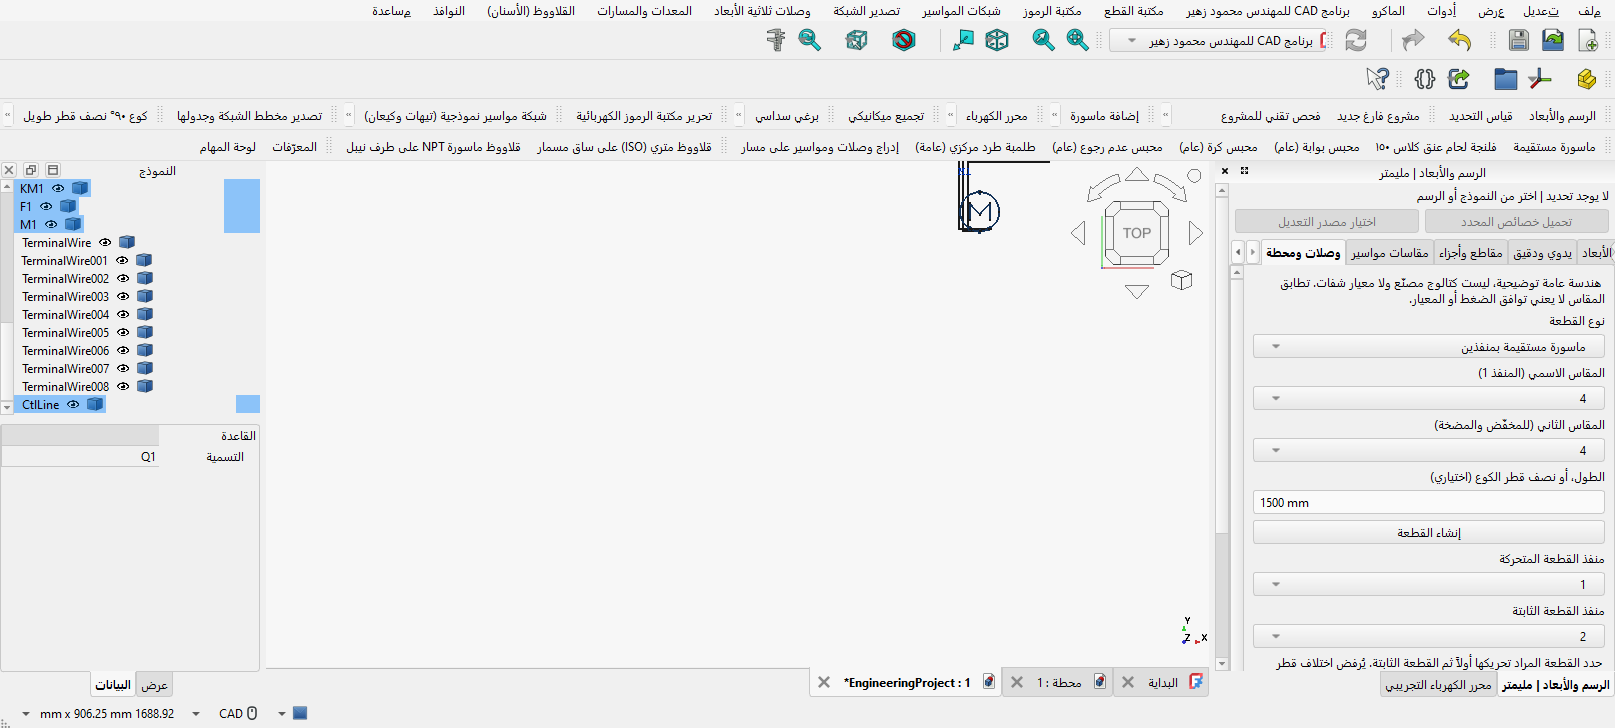 ملف تعديل عرض أدوات الماكرو برنامج CAD للمهندس محمود زهير مكتبة القطع مكتبة الرموز شبكات المواسير تصدير الشبكة وصلات ثلاثية الأبعاد القلاووظ (الأسنان) المعدات والمسارات النوافذ مساعدة
برنامج CAD للمهندس محمود زهير
الرسم والأبعاد قياس التحديد مشروع فارغ جديد فحص تقني للمشروع » إضافة ماسورة » محرر الكهرباء » تجميع ميكانيكي برغي سداسي » تحرير مكتبة الرموز الكهربائية شبكة مواسير نموذجية (تيهات وكيعان) » تصدير مخطط الشبكة وجدولها كوع ٩٠° نصف قطر طويل »
ماسورة مستقيمة فلنجة لحام عنق كلاس ١٥٠ محبس بوابة (عام) محبس كرة (عام) محبس عدم رجوع (عام) طلمبة طرد مركزي (عامة) إدراج وصلات ومواسير على مسار قلاووظ متري (ISO) على ساق مسمار قلاووظ ماسورة NPT على طرف نيبل المعرّفات لوحة المهام
الرسم والأبعاد | مليمتر
لا يوجد تحديد | اختر من النموذج أو الرسم
تحميل خصائص المحدد
اختيار مصدر التعديل
الأبعاد يدوي ودقيق مقاطع وأجزاء مقاسات مواسير وصلات ومحطة
هندسة عامة توضيحية، ليست كتالوج مصنّع ولا معيار شفات. تطابق
المقاس لا يعني توافق الضغط أو المعيار.
نوع القطعة
ماسورة مستقيمة بمنفذين
المقاس الاسمي (المنفذ 1)
4
المقاس الثاني (للمخفّض والمضخة)
4
الطول، أو نصف قطر الكوع (اختياري)
1500 mm
إنشاء القطعة
منفذ القطعة المتحركة
1
منفذ القطعة الثابتة
2
حدد القطعة المراد تحريكها أولاً ثم القطعة الثابتة. يُرفض اختلاف قطر
الرسم والأبعاد | مليمتر محرر الكهرباء التجريبي
M
TOP
Y
Z X
النموذج
KM1
F1
M1
TerminalWire
TerminalWire001
TerminalWire002
TerminalWire003
TerminalWire004
TerminalWire005
TerminalWire006
TerminalWire007
TerminalWire008
CtlLine
القاعدة
التسمية Q1
عرض البيانات
البداية
محطة : 1
EngineeringProject : 1*
CAD
1688.92 mm x 906.25 mm